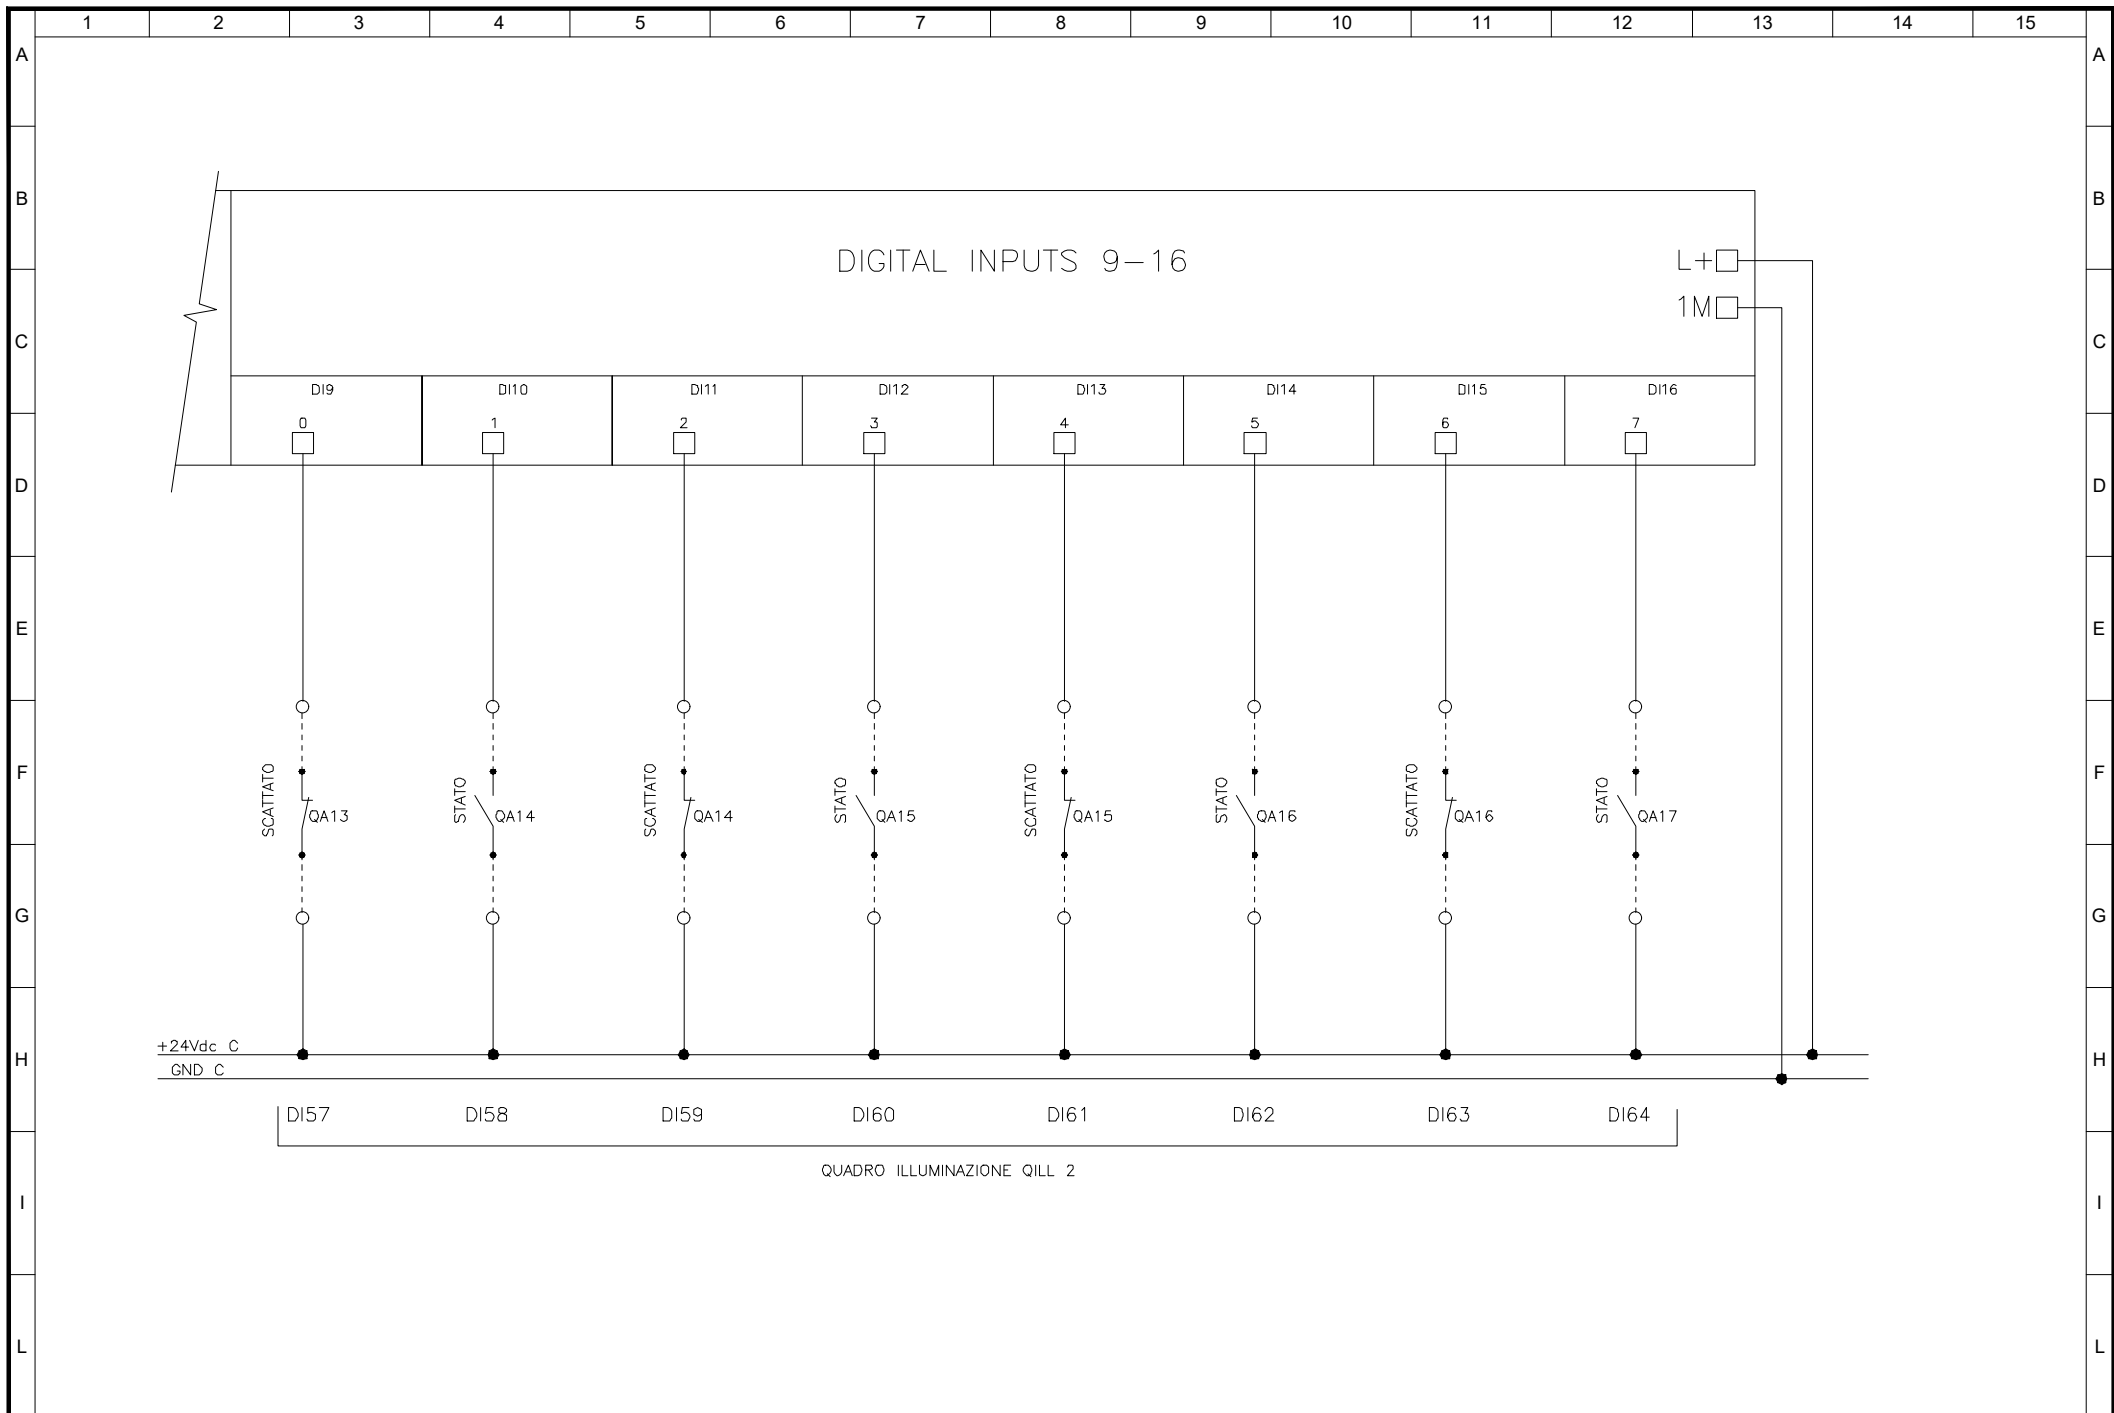 1 2 3 4 5 6 7 8 9 10 11 12 13 14 15
A A
B B
DIGITAL INPUTS 9-16
L+
1M
C C
DI9 DI10 DI11 DI12 DI13 DI14 DI15 DI16
0 1 2 3 4 5 6 7
D D
E E
F F
SCATTATO QA13 STATO QA14 SCATTATO QA14 STATO QA15 SCATTATO QA15 STATO QA16 SCATTATO QA16 STATO QA17
G G
+24Vdc C
H H
GND C
DI57 DI58 DI59 DI60 DI61 DI62 DI63 DI64
QUADRO ILLUMINAZIONE QILL 2
I I
L L